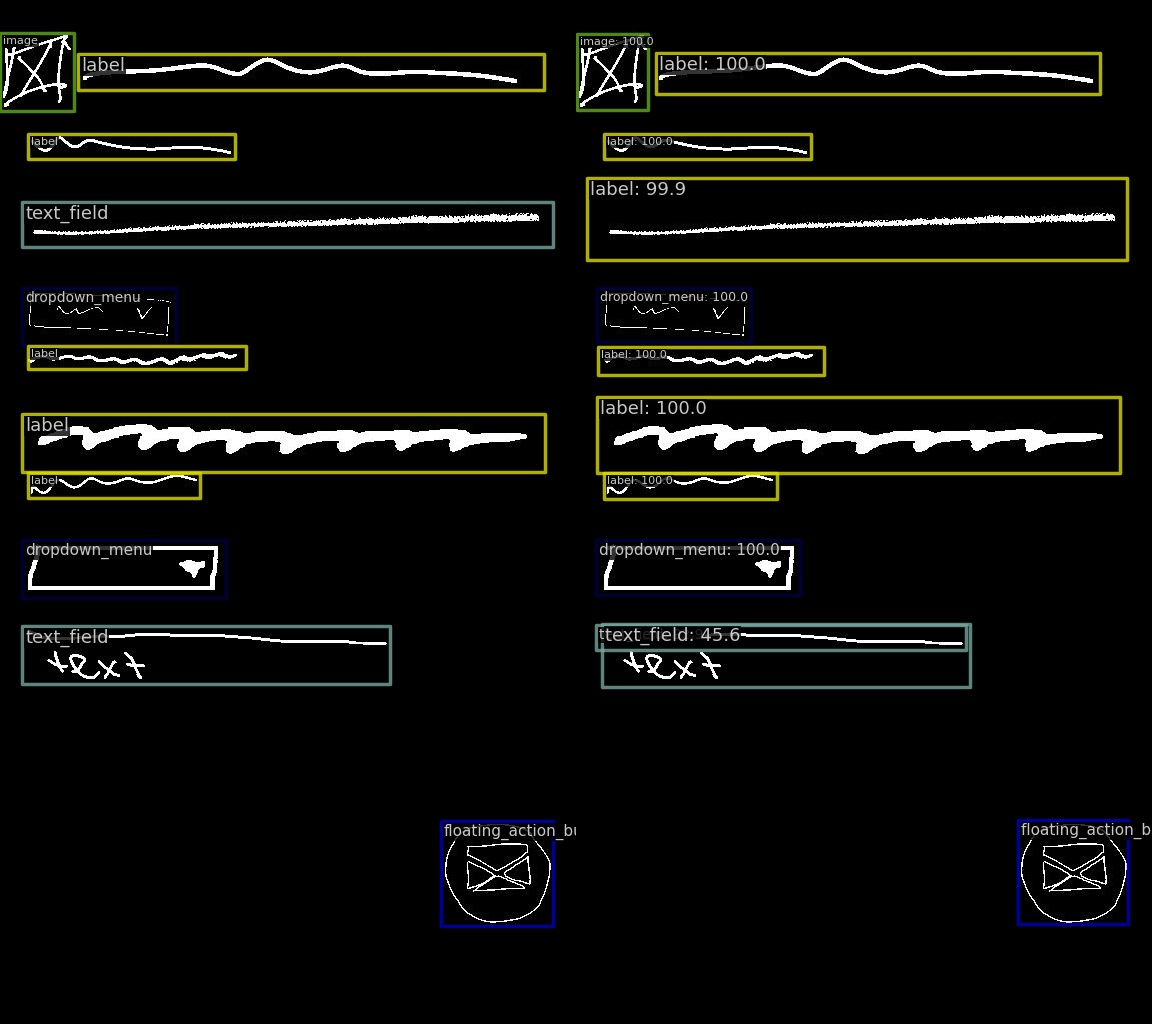 image image: 100.0
label label: 100.0
label label: 100.0
text_field label: 99.9
dropdown_menu dropdown_menu: 100.0
label label: 100.0
label label: 100.0
label label: 100.0
dropdown_menu dropdown_menu: 100.0
text_field ttext_field: 45.6
text text
floating_action_bu floating_action_b